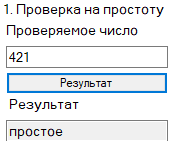 1. Проверка на простоту
Проверяемое число
421
Результат
Результат
простое